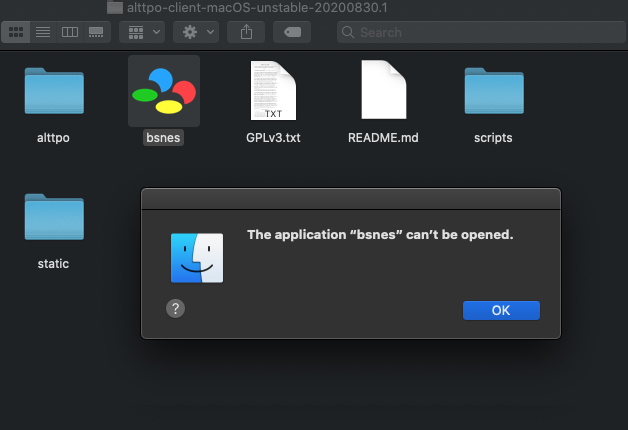 alttpo-client-macOS-unstable-20200830.1
Search
alttpo
bsnes
TXT
GPLv3.txt
README.md
scripts
static
The application “bsnes” can’t be opened.
?
OK